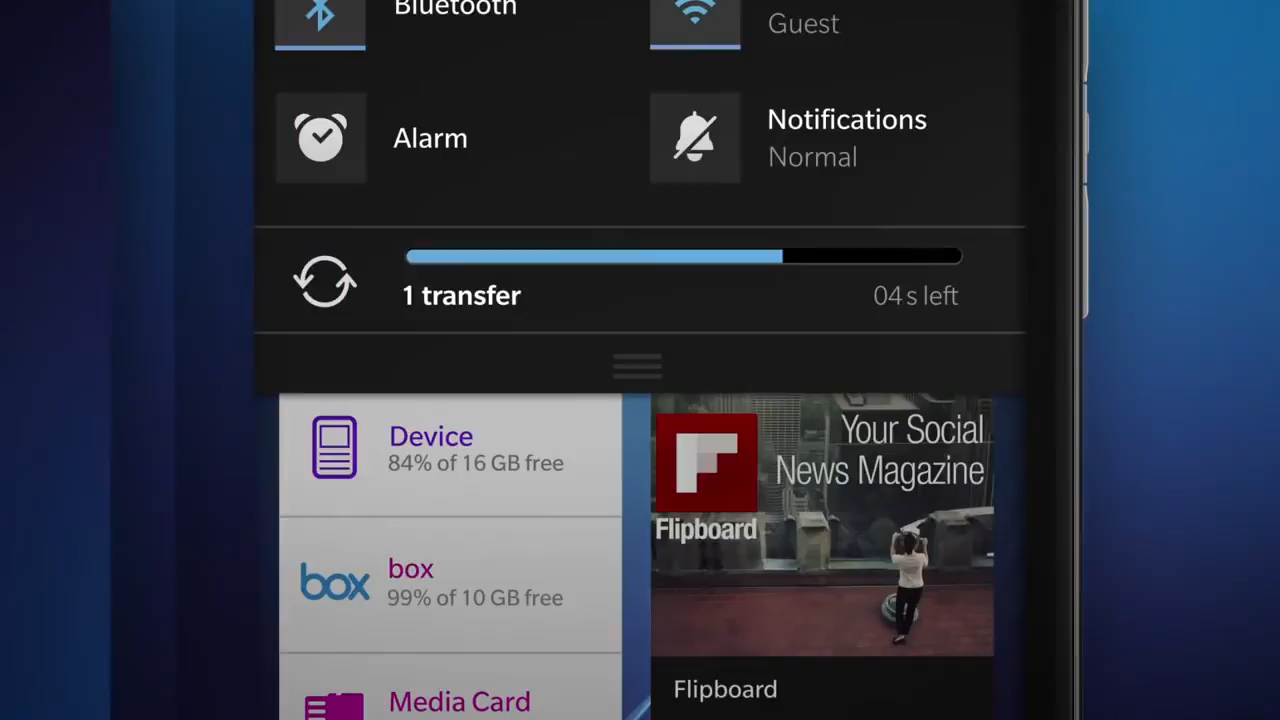 Bluetooth
Guest
Alarm
Notifications
Normal
1 transfer
04 s left
Device
84% of 16 GB free
Your Social
News Magazine
Flipboard
box
box
99% of 10 GB free
Media Card
Flipboard